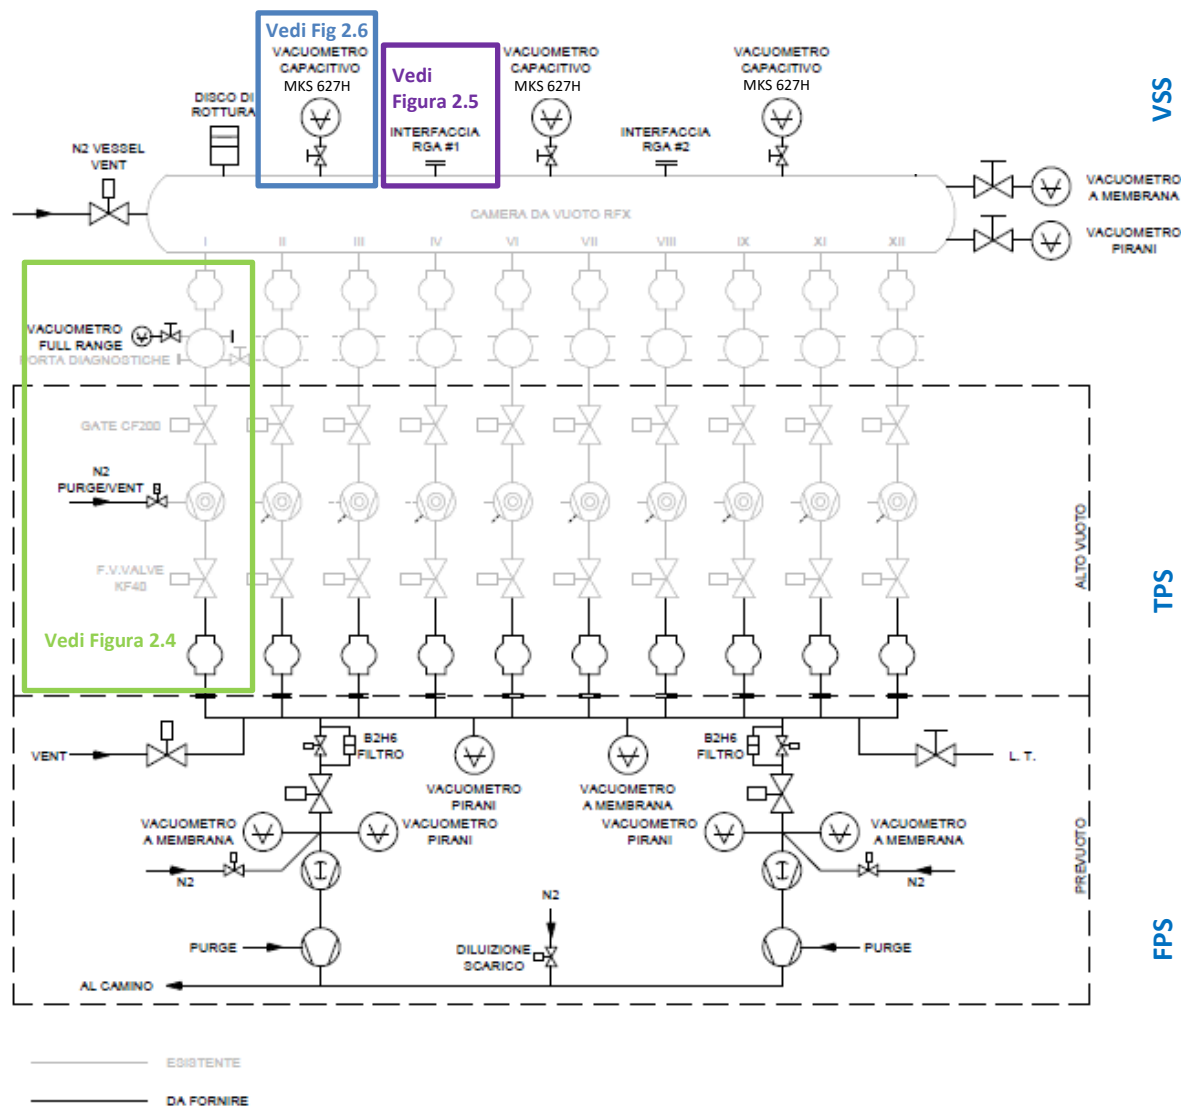 Vedi Fig 2.6
VACUOMETRO
CAPACITIVO
MKS 627H
Vedi
Figura 2.5
VACUOMETRO
CAPACITIVO
MKS 627H
VACUOMETRO
CAPACITIVO
MKS 627H
VSS
DISCO DI
ROTTURA
INTERFACCIA
RGA #1
INTERFACCIA
RGA #2
N2 VESSEL
VENT
VACUOMETRO
A MEMBRANA
CAMERA DA VUOTO RFX
VACUOMETRO
PIRANI
I II III IV VI VII VIII IX XI XII
VACUOMETRO
FULL RANGE
PORTA DIAGNOSTICHE
GATE CF200
N2
PURGE/VENT
ALTO VUOTO
F.V.VALVE
KF40
TPS
Vedi Figura 2.4
VENT
B2H6
FILTRO
VACUOMETRO
PIRANI
VACUOMETRO
A MEMBRANA
B2H6
FILTRO
L. T.
VACUOMETRO
A MEMBRANA
VACUOMETRO
PIRANI
VACUOMETRO
PIRANI
VACUOMETRO
A MEMBRANA
PREVUOTO
N2
N2
N2
PURGE
DILUIZIONE
SCARICO
PURGE
FPS
AL CAMINO
ESISTENTE
DA FORNIRE